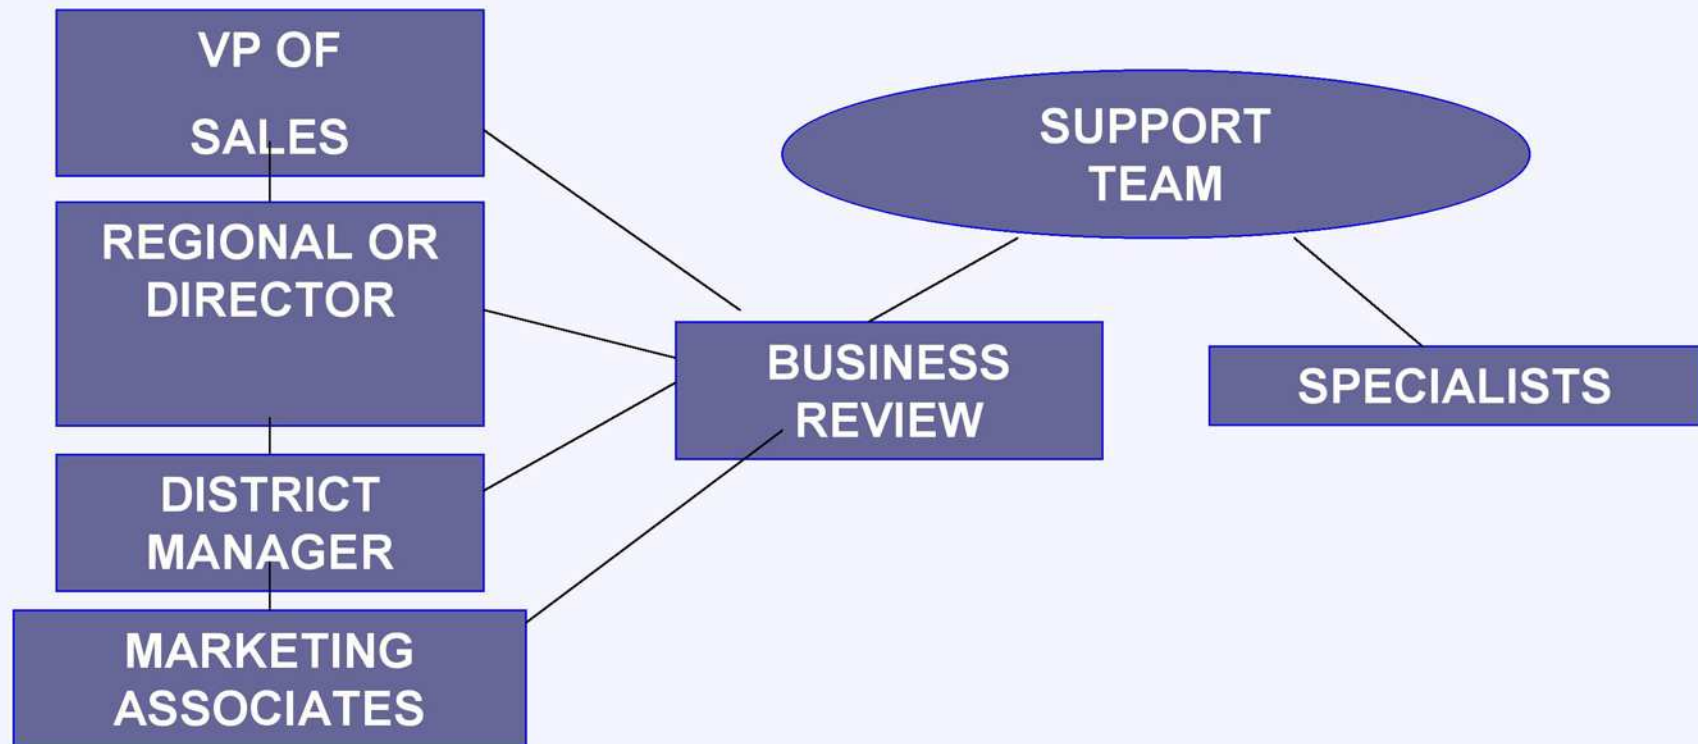 VP OF
SALES
REGIONAL OR
DIRECTOR
DISTRICT
MANAGER
MARKETING
ASSOCIATES
BUSINESS
REVIEW
SUPPORT
TEAM
SPECIALISTS